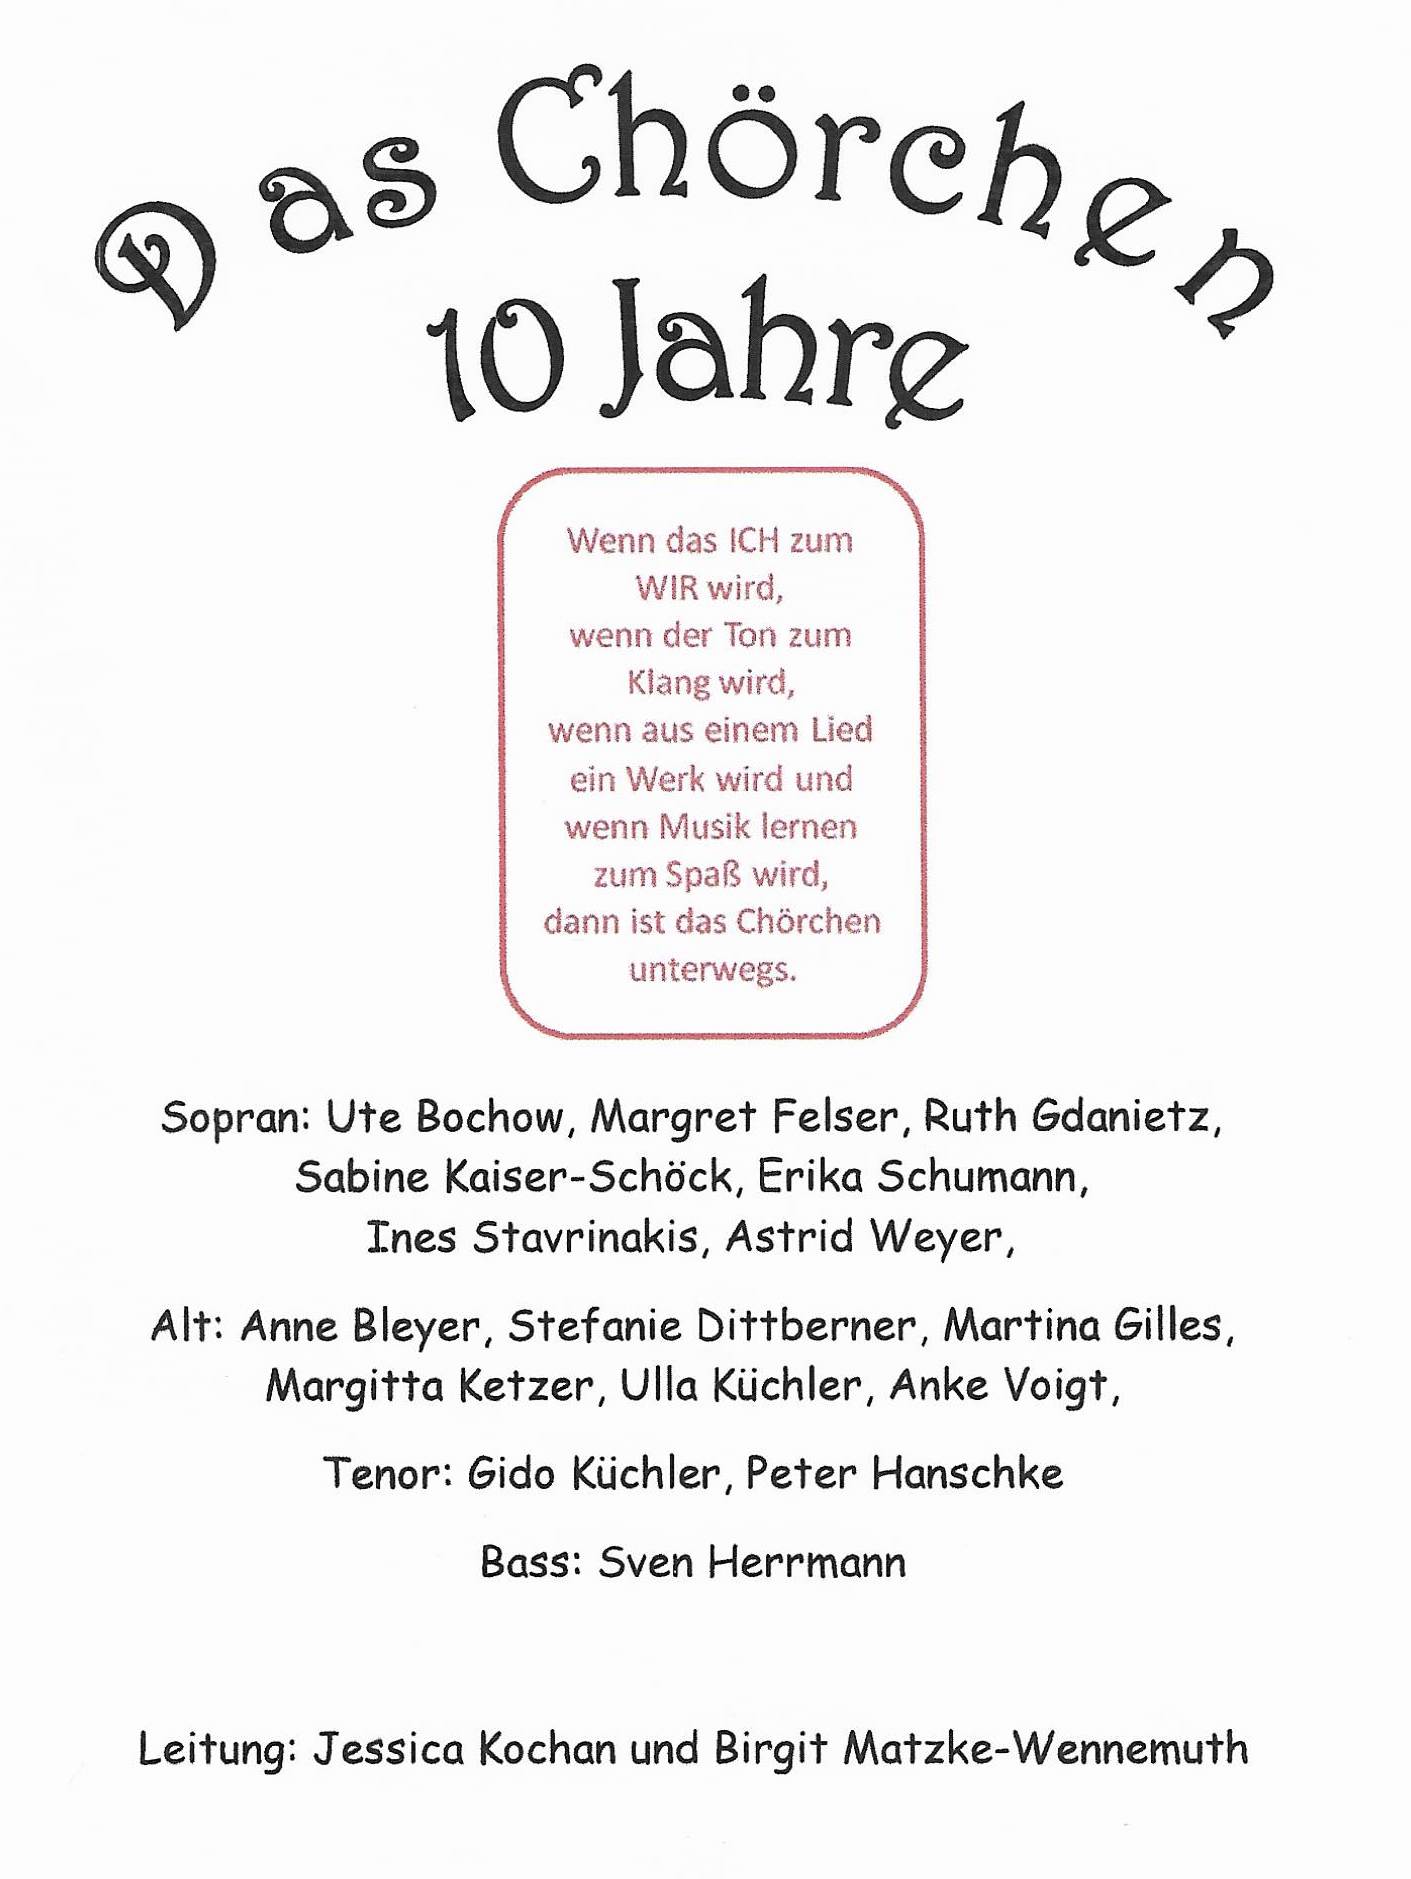 Das Chörchen
10 Jahre
Wenn das ICH zum
WIR wird,
wenn der Ton zum
Klang wird,
wenn aus einem Lied
ein Werk wird und
wenn Musik lernen
zum Spaß wird,
dann ist das Chörchen
unterwegs.
Sopran: Ute Bochow, Margret Felser, Ruth Gdanietz,
Sabine Kaiser-Schöck, Erika Schumann,
Ines Stavrinakis, Astrid Weyer,
Alt: Anne Bleyer, Stefanie Dittberner, Martina Gilles,
Margitta Ketzer, Ulla Küchler, Anke Voigt,
Tenor: Gido Küchler, Peter Hanschke
Bass: Sven Herrmann
Leitung: Jessica Kochan und Birgit Matzke-Wennemuth